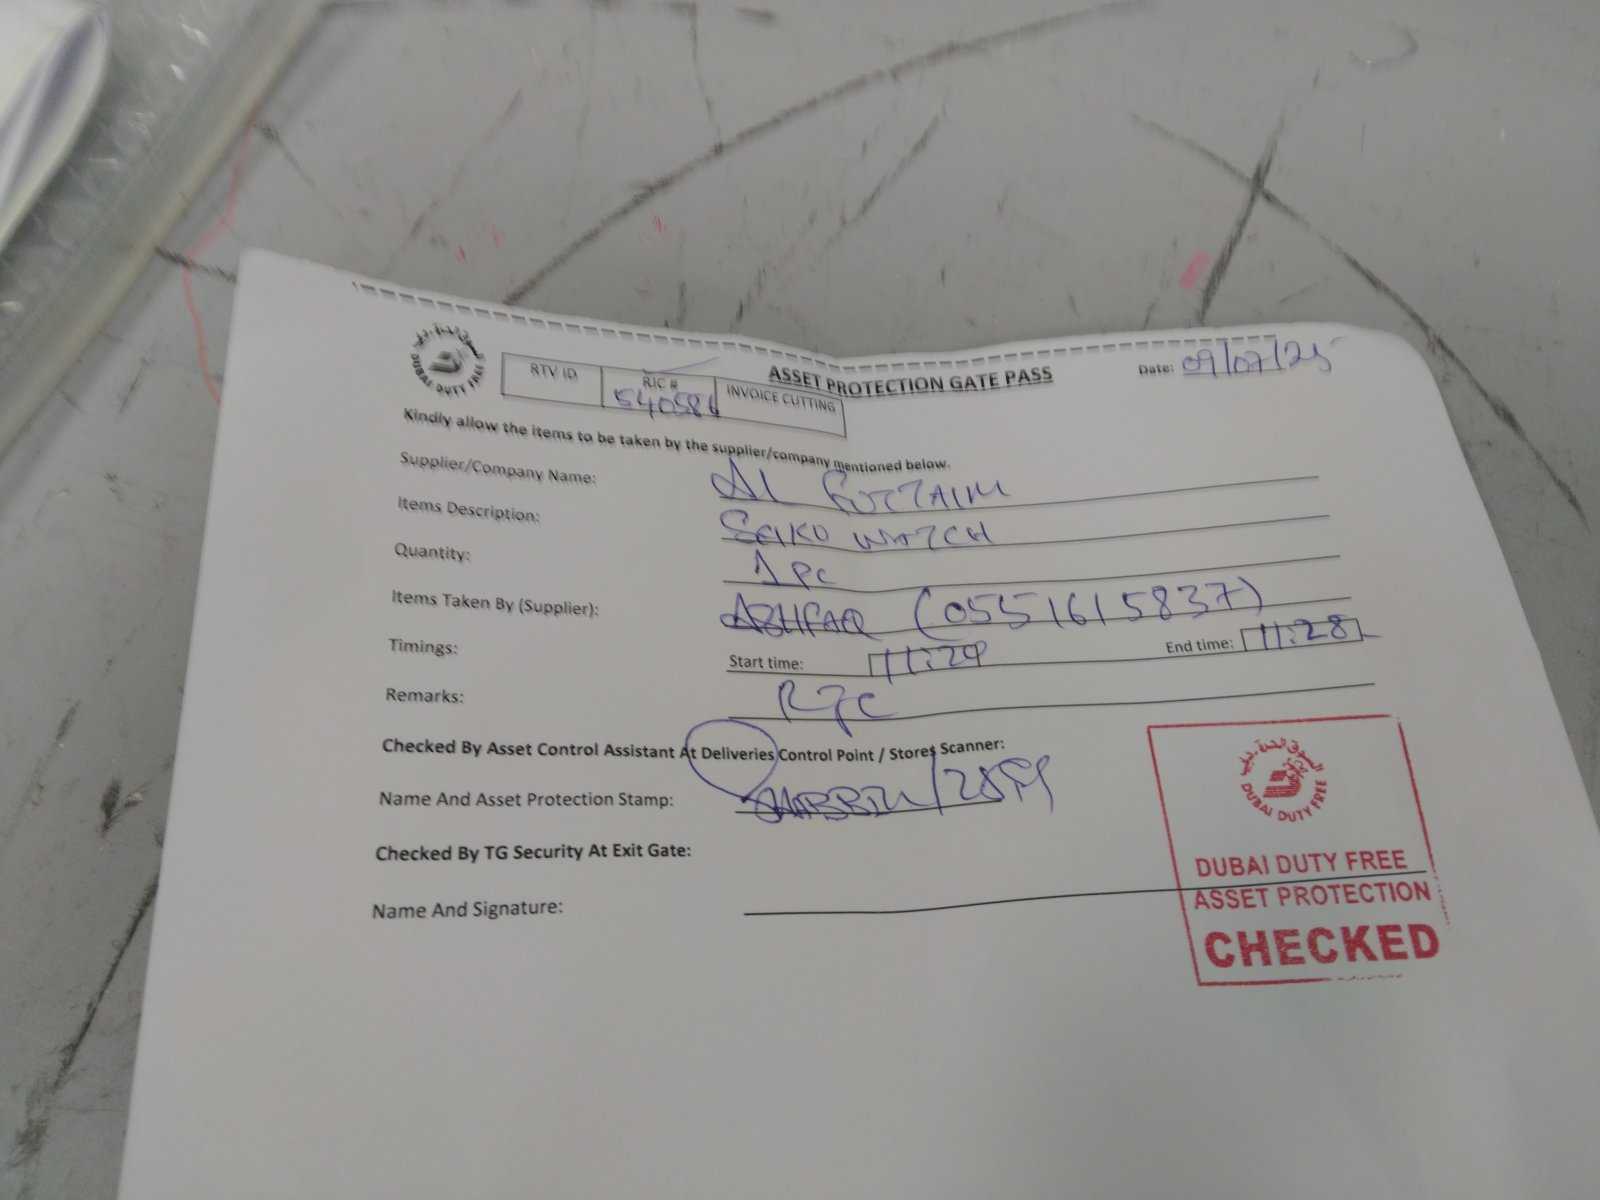 ASSET PROTECTION GATE PASS
Date: 09/07/25
DUBAI DUTY FREE
RTV ID
RIC #
540586
INVOICE CUTTING
Kindly allow the items to be taken by the supplier/company mentioned below.
Supplier/Company Name: AL FUTTAIM
Items Description: SEIKO WATCH
Quantity: 1 PC
Items Taken By (Supplier): ASHFAQ (0551615837)
Timings: Start time: 11:29 End time: 11:28
Remarks: RIC
Checked By Asset Control Assistant At Deliveries Control Point / Stores Scanner:
Name And Asset Protection Stamp:
Checked By TG Security At Exit Gate:
Name And Signature:
DUBAI DUTY FREE
DUBAI DUTY FREE
ASSET PROTECTION
CHECKED